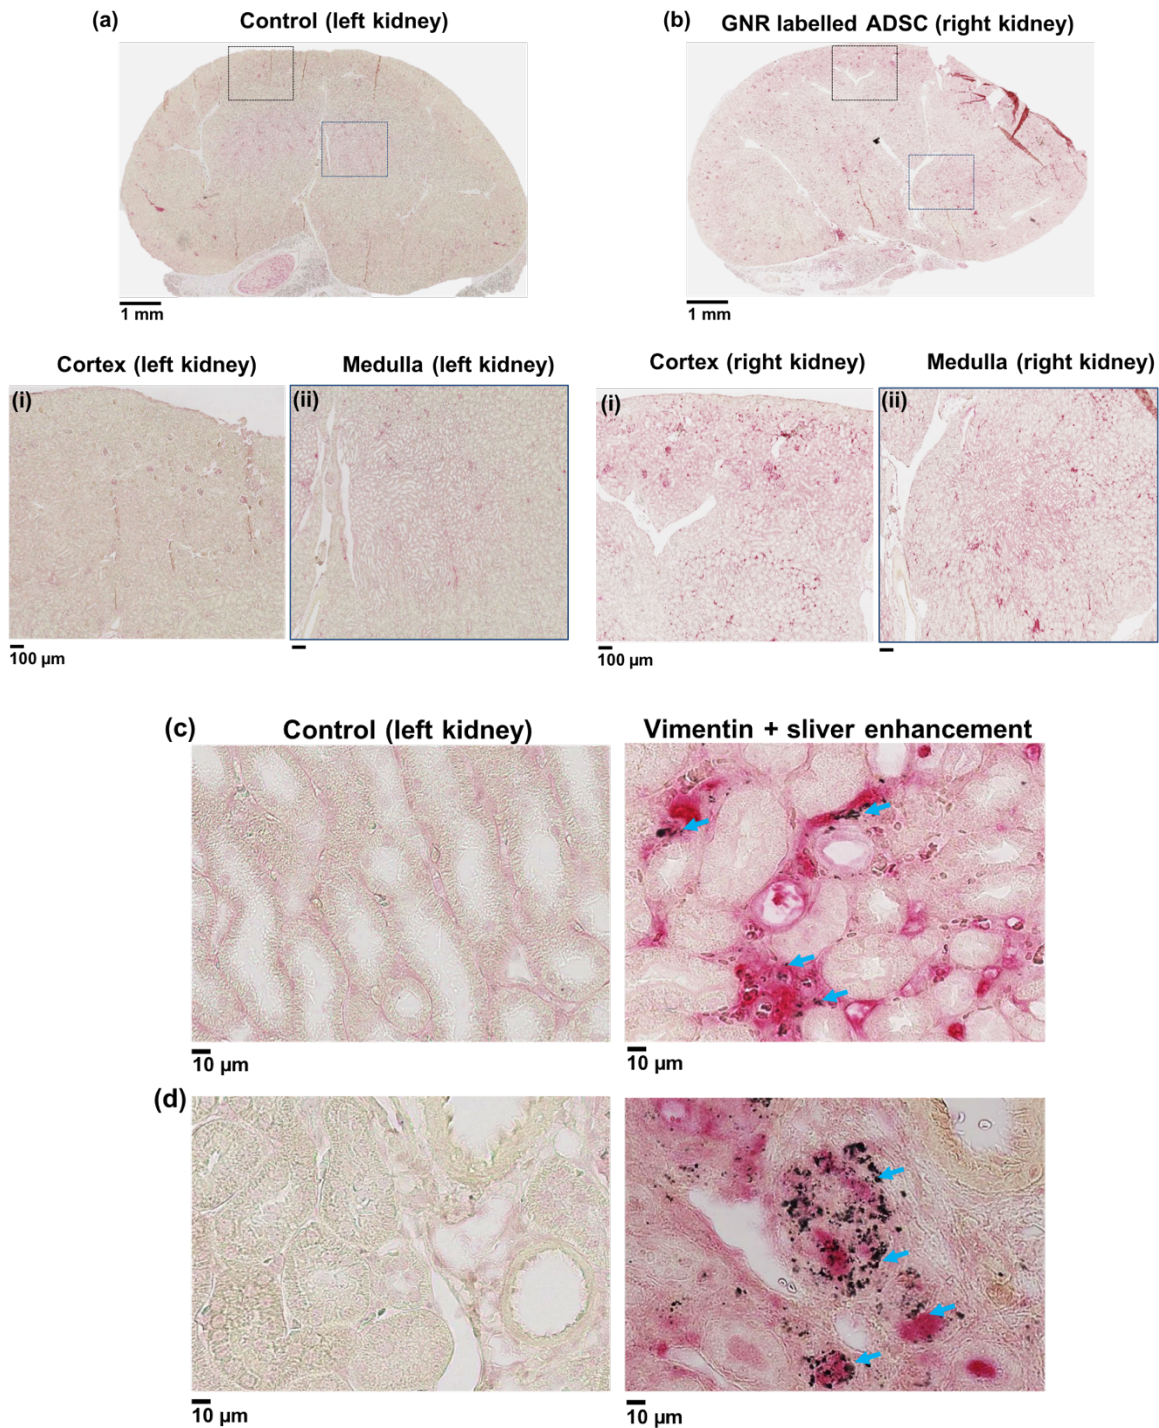 (a)
Control (left kidney)
(b)
GNR labelled ADSC (right kidney)
1 mm
1 mm
Cortex (left kidney)
Medulla (left kidney)
Cortex (right kidney)
Medulla (right kidney)
(i)
(ii)
(i)
(ii)
100 µm
100 µm
(c)
Control (left kidney)
Vimentin + sliver enhancement
10 µm
10 µm
(d)
10 µm
10 µm